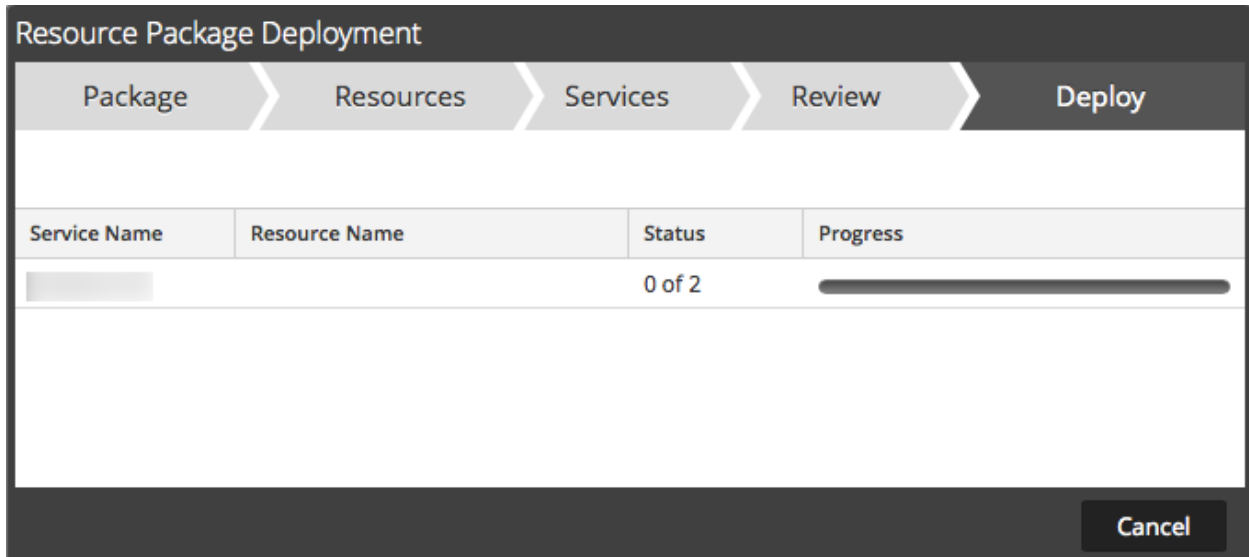 Resource Package Deployment
Package Resources Services Review Deploy
Service Name Resource Name Status Progress
0 of 2
Cancel